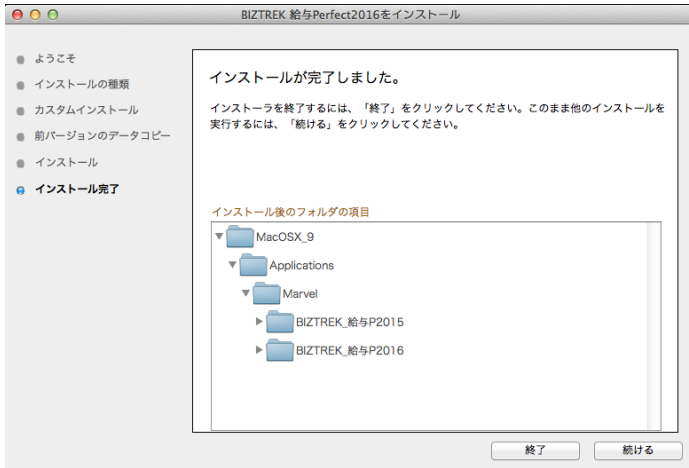 BIZTREK 給与Perfect2016をインストール
ようこそ
インストールの種類
カスタムインストール
前バージョンのデータコピー
インストール
インストール完了
インストールが完了しました。
インストーラを終了するには、「終了」をクリックしてください。このまま他のインストールを
実行するには、「続ける」をクリックしてください。
インストール後のフォルダの項目
MacOSX_9
Applications
Marvel
BIZTREK_給与P2015
BIZTREK_給与P2016
終了
続ける